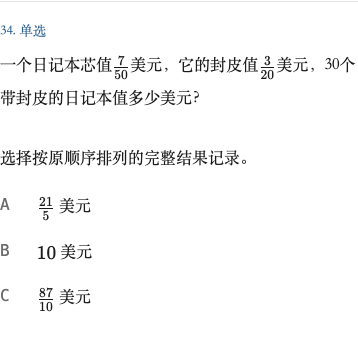 34. 单选
一个日记本芯值7/50美元，它的封皮值3/20美元，30个
带封皮的日记本值多少美元？
选择按原顺序排列的完整结果记录。
A 21/5 美元
B 10 美元
C 87/10 美元